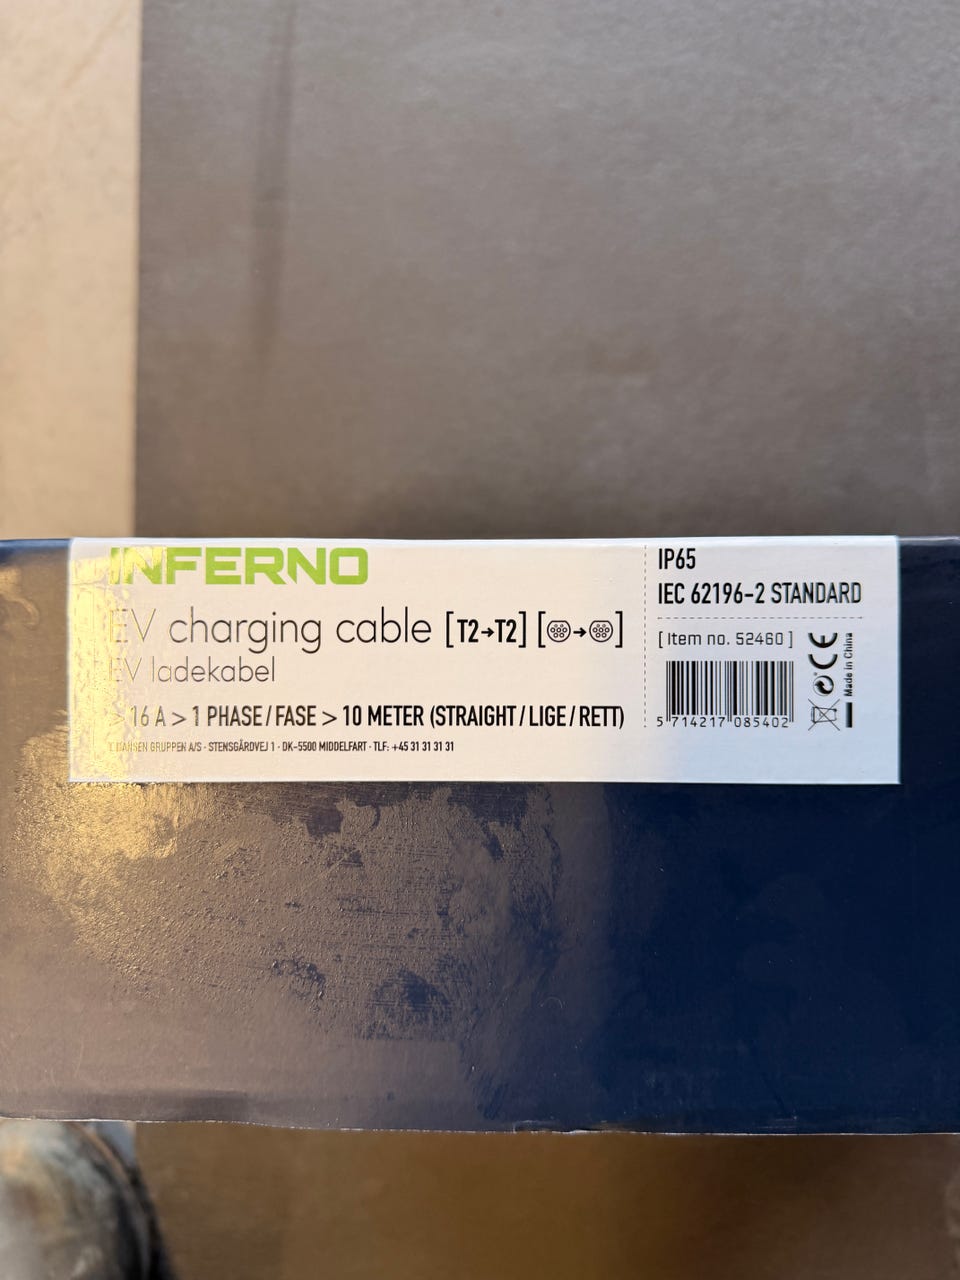 INFERNO
EV charging cable [T2→T2]
EV ladekabel
> 16 A > 1 PHASE / FASE > 10 METER (STRAIGHT / LIGE / RETT)
HANSEN GRUPPEN A/S · STENSGÅRDVEJ 1 · DK-5500 MIDDELFART · TLF: +45 31 31 31 31
IP65
IEC 62196-2 STANDARD
[ Item no. 52460 ]
5 714217 085402
CE
Made in China